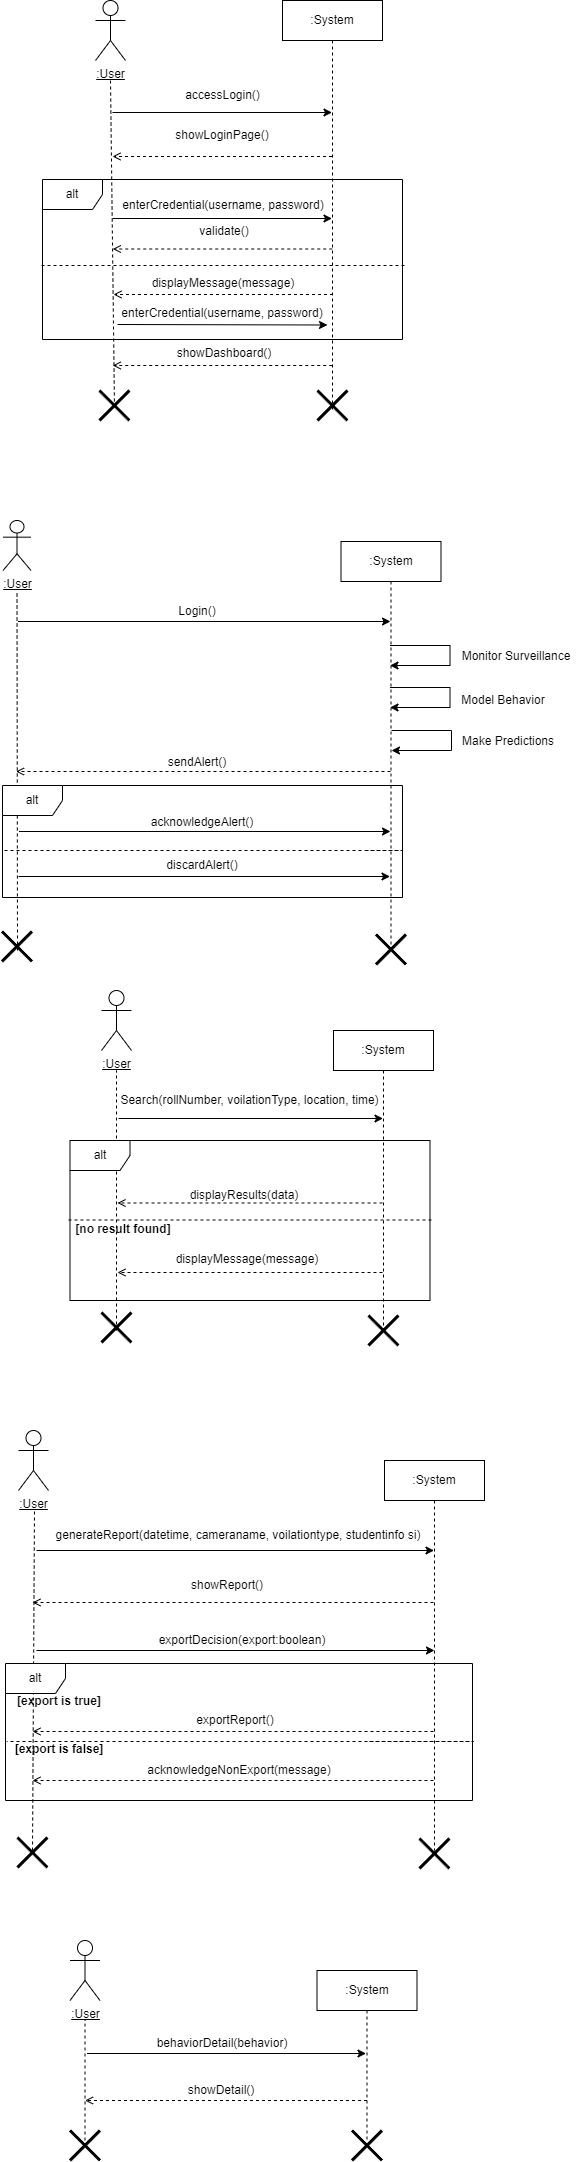 :System
:User
accessLogin()
showLoginPage()
alt
enterCredential(username, password)
validate()
displayMessage(message)
enterCredential(username, password)
showDashboard()
:System
:User
Login()
Monitor Surveillance
Model Behavior
Make Predictions
sendAlert()
alt
acknowledgeAlert()
discardAlert()
:System
:User
Search(rollNumber, voilationType, location, time)
alt
displayResults(data)
[no result found]
displayMessage(message)
:System
:User
generateReport(datetime, cameraname, voilationtype, studentinfo si)
showReport()
exportDecision(export:boolean)
alt
[export is true]
exportReport()
[export is false]
acknowledgeNonExport(message)
:System
:User
behaviorDetail(behavior)
showDetail()